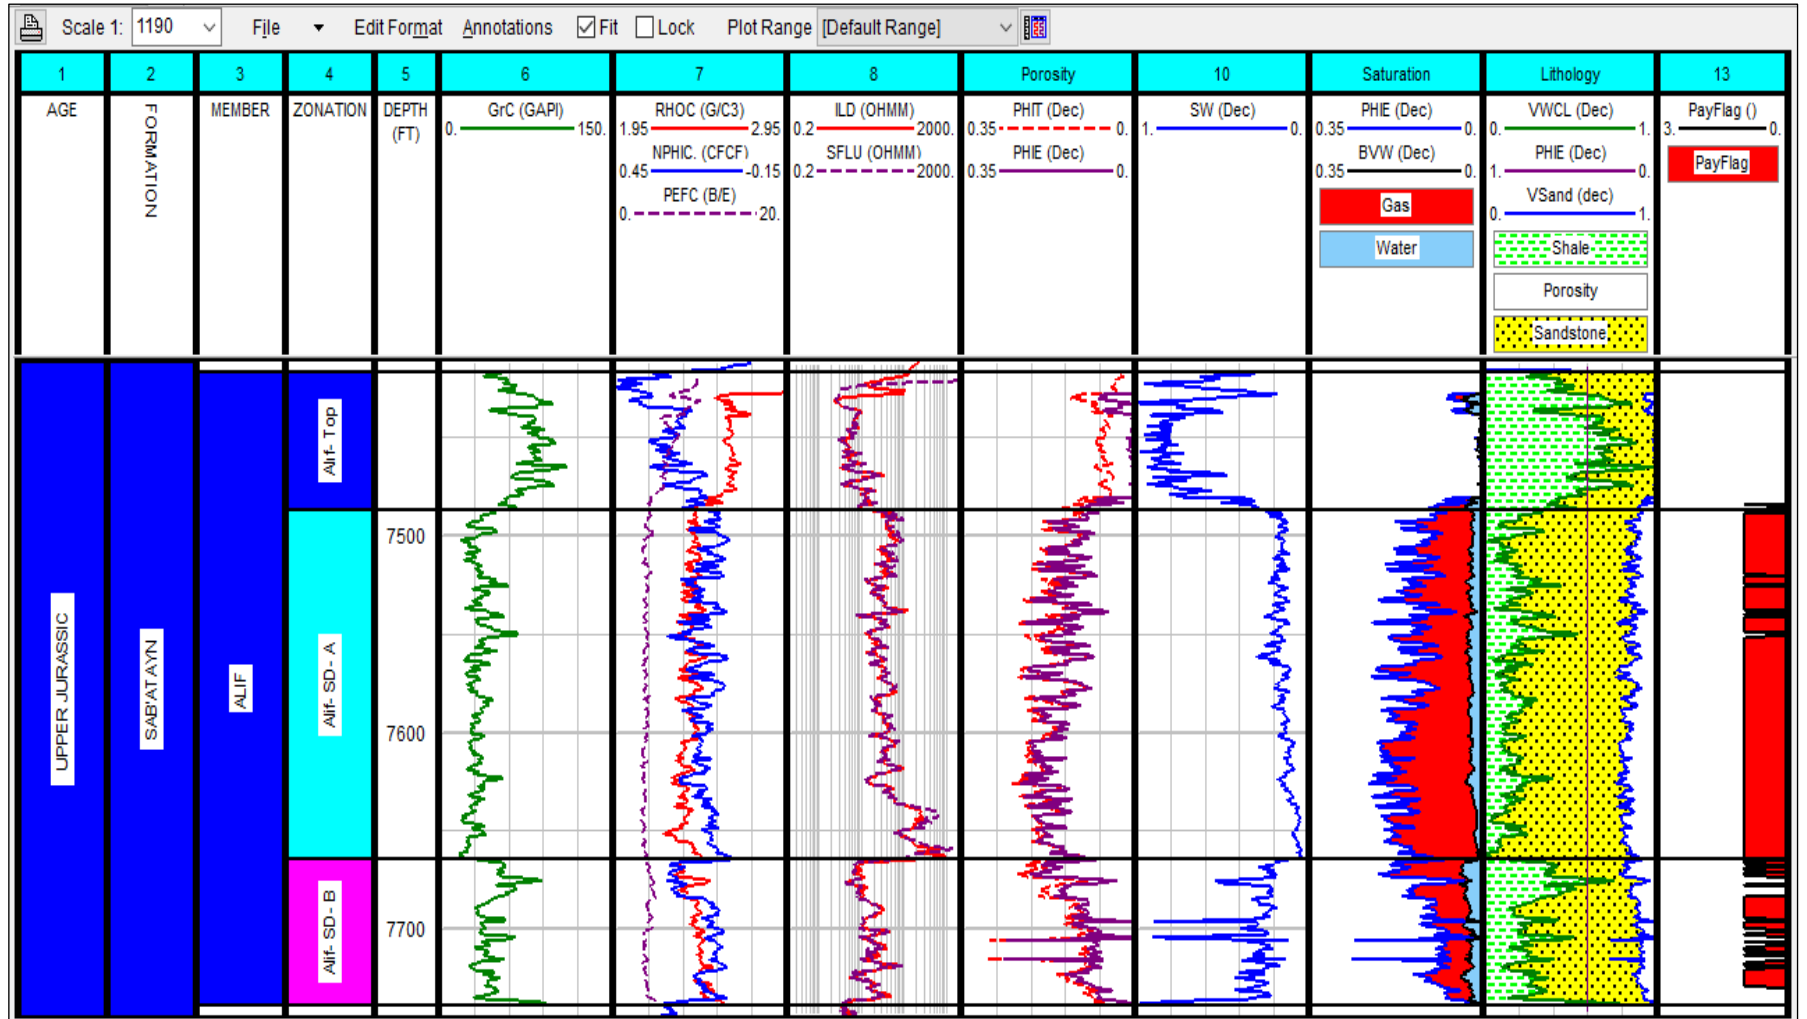 Scale 1: 1190 File Edit Format Annotations Fit Lock Plot Range [Default Range]
1 2 3 4 5 6 7 8 Porosity 10 Saturation Lithology 13
AGE
FORMATION
MEMBER
ZONATION
DEPTH
(FT)
GrC (GAPI)
0. 150.
RHOC (G/C3)
1.95 2.95
NPHIC. (CFCF)
0.45 -0.15
PEFC (B/E)
0. 20.
ILD (OHMM)
0.2 2000.
SFLU (OHMM)
0.2 2000.
PHIT (Dec)
0.35 0.
PHIE (Dec)
0.35 0.
SW (Dec)
1. 0.
PHIE (Dec)
0.35 0.
BVW (Dec)
0.35 0.
Gas
Water
VWCL (Dec)
0. 1.
PHIE (Dec)
1. 0.
VSand (dec)
0. 1.
Shale
Porosity
Sandstone
PayFlag ()
3. 0.
PayFlag
UPPER JURASSIC
SAB'ATAYN
ALIF
Alif- Top
Alif- SD- A
Alif- SD- B
7500
7600
7700